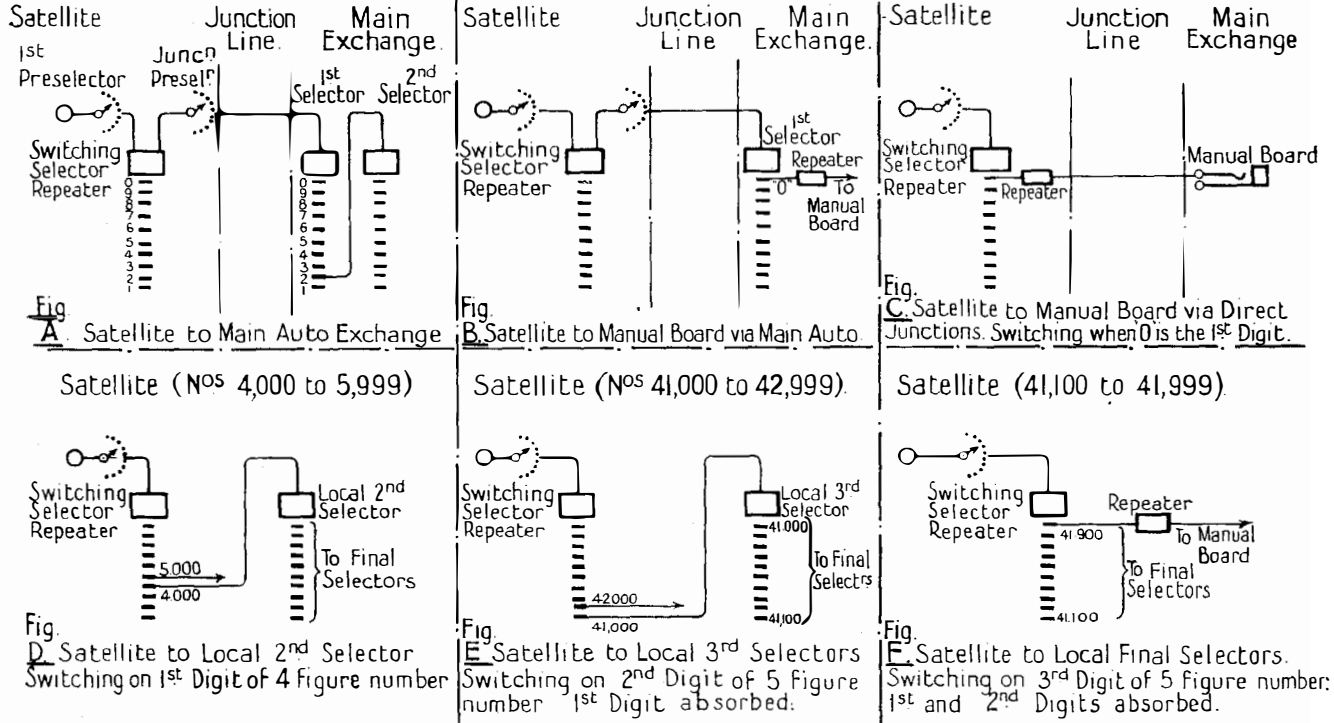 Satellite
Junction
Line.
Main
Exchange.
1st
Preselector
Juncn
Preselr
1st
Selector
2nd
Selector
Switching
Selector
Repeater
0
9
8
7
6
5
4
3
2
1
0
9
8
7
6
5
4
3
2
1
Fig
A. Satellite to Main Auto Exchange
Satellite
Junction
Line
Main
Exchange.
Switching
Selector
Repeater
1st
Selector
Repeater
"0"
To
Manual
Board
Fig.
B. Satellite to Manual Board via Main Auto.
Satellite
Junction
Line
Main
Exchange
Switching
Selector
Repeater
Repeater
Manual Board
Fig.
C. Satellite to Manual Board via Direct
Junctions. Switching when 0 is the 1st Digit.
Satellite (Nos 4,000 to 5,999)
Switching
Selector
Repeater
Local 2nd
Selector
5.000
4.000
To Final
Selectors
Fig.
D. Satellite to Local 2nd Selector
Switching on 1st Digit of 4 figure number
Satellite (Nos 41,000 to 42,999).
Switching
Selector
Repeater
Local 3rd
Selector
41.000
42000
41,000
To Final
Selectrs
41,100
Fig.
E. Satellite to Local 3rd Selectors
Switching on 2nd Digit of 5 figure
number 1st Digit absorbed.
Satellite (41,100 to 41,999).
Switching
Selector
Repeater
Repeater
41.900
To Manual
Board
To Final
Selectors
41.100
Fig.
F. Satellite to Local Final Selectors.
Switching on 3rd Digit of 5 figure number:
1st and 2nd Digits absorbed.